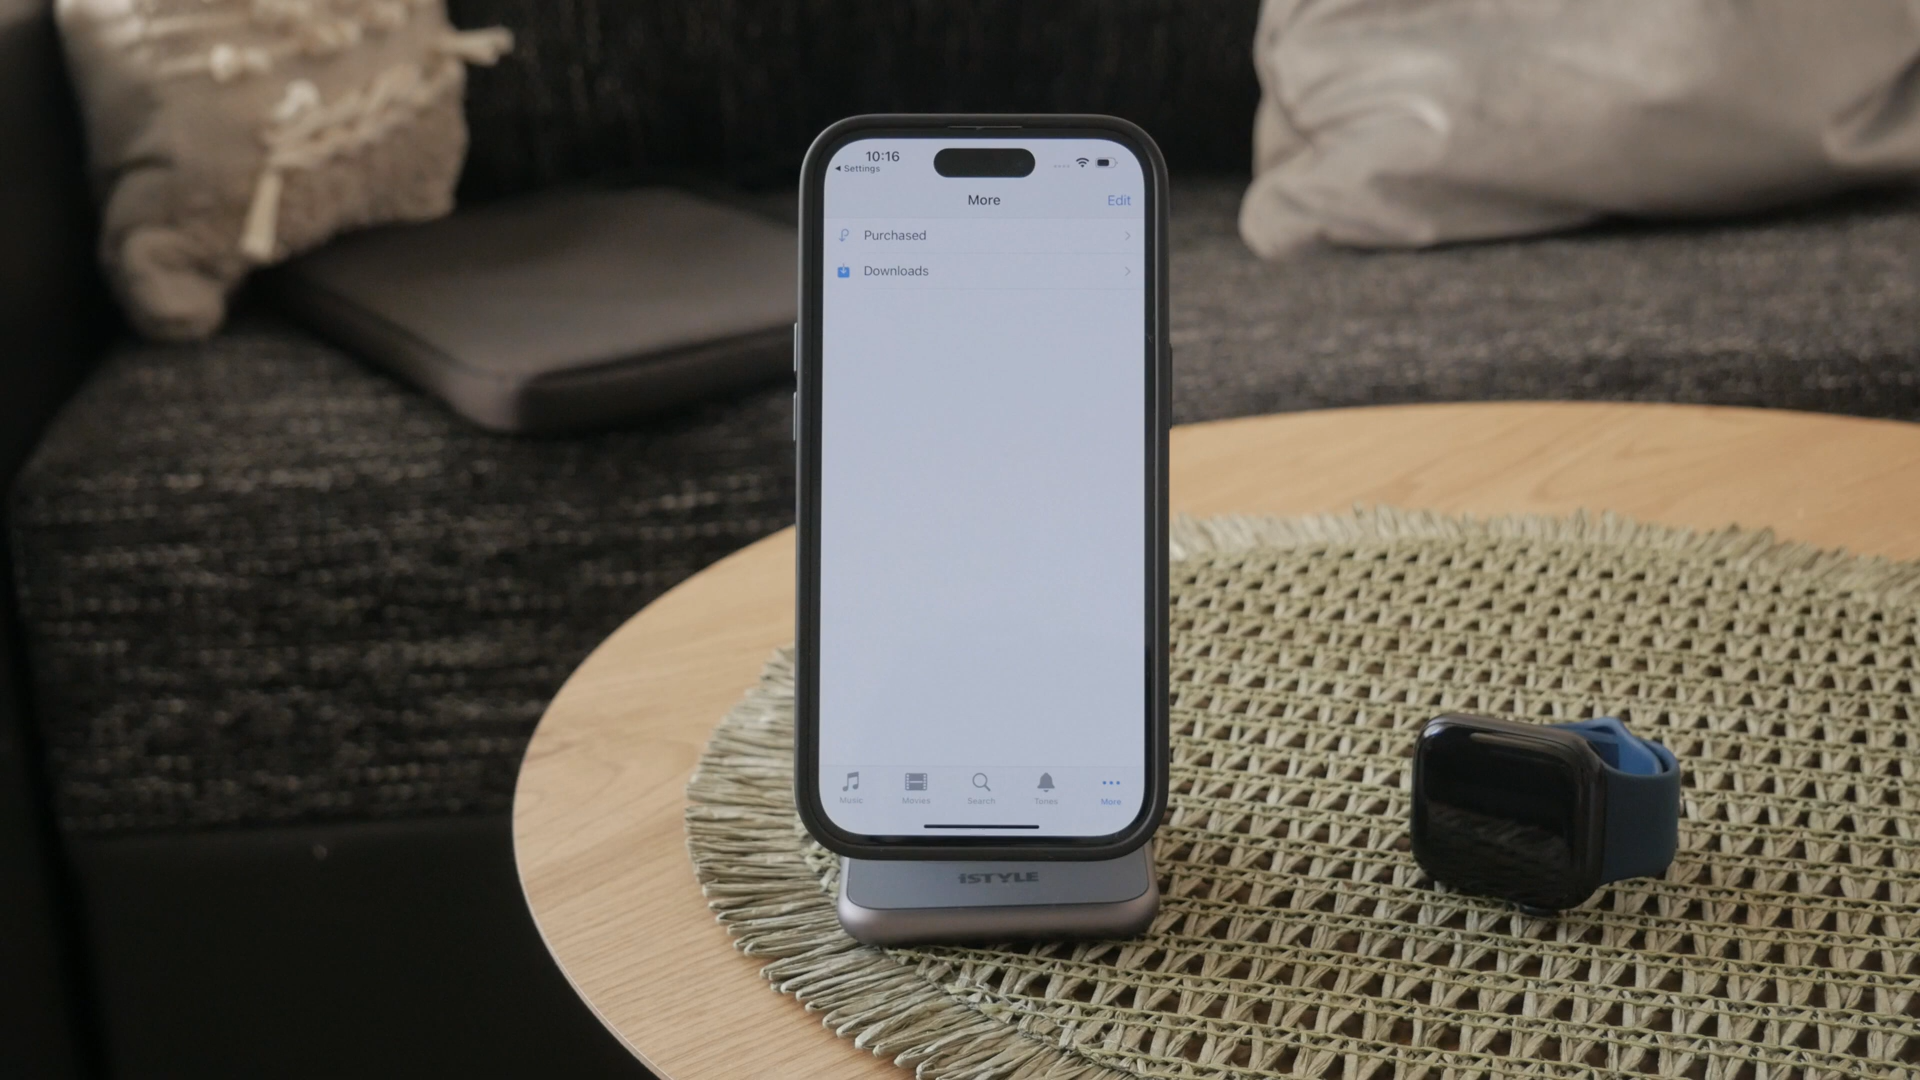 10:16
Settings
More
Edit
Purchased
Downloads
Music
Movies
Search
Tones
More
iSTYLE